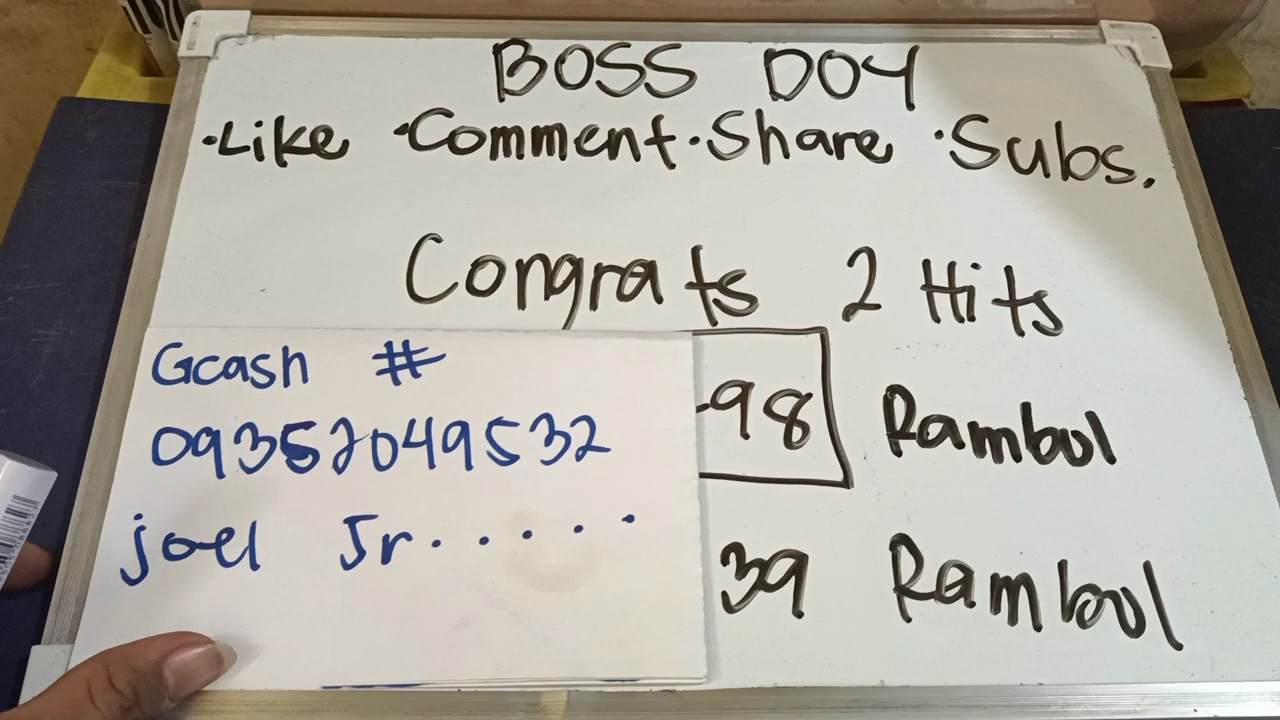 BOSS DOY
•Like •Comment •Share •Subs.
Congrats 2 Hits
Gcash #
09352049532
joel Jr.....
-98 Rambol
39 Rambol